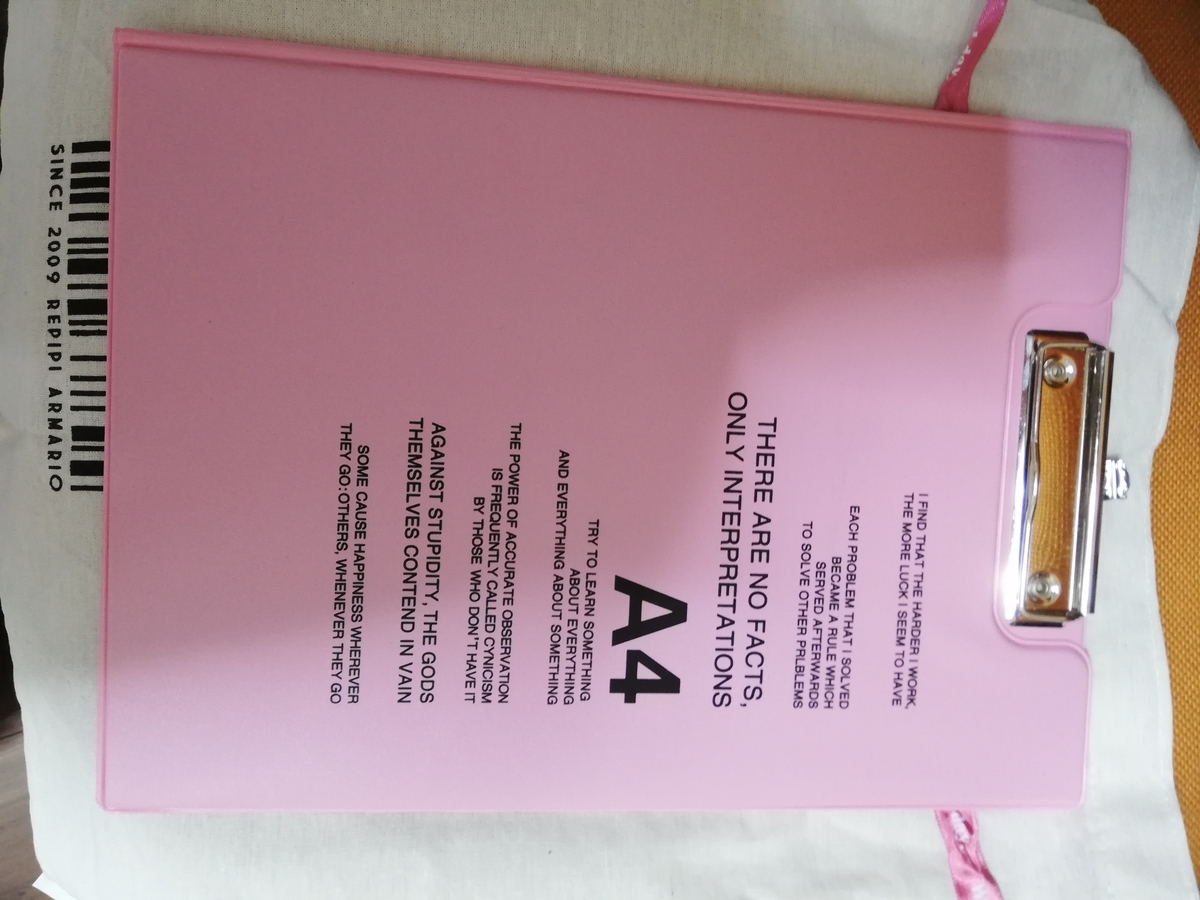 I FIND THAT THE HARDER I WORK,
THE MORE LUCK I SEEM TO HAVE
EACH PROBLEM THAT I SOLVED
BECAME A RULE WHICH
SERVED AFTERWARDS
TO SOLVE OTHER PRLBLEMS
THERE ARE NO FACTS,
ONLY INTERPRETATIONS
A4
TRY TO LEARN SOMETHING
ABOUT EVERYTHING
AND EVERYTHING ABOUT SOMETHING
THE POWER OF ACCURATE OBSERVATION
IS FREQUENTLY CALLED CYNICISM
BY THOSE WHO DON'T HAVE IT
AGAINST STUPIDITY, THE GODS
THEMSELVES CONTEND IN VAIN
SOME CAUSE HAPPINESS WHEREVER
THEY GO:OTHERS, WHENEVER THEY GO
SINCE 2009 REPIPI ARMARIO